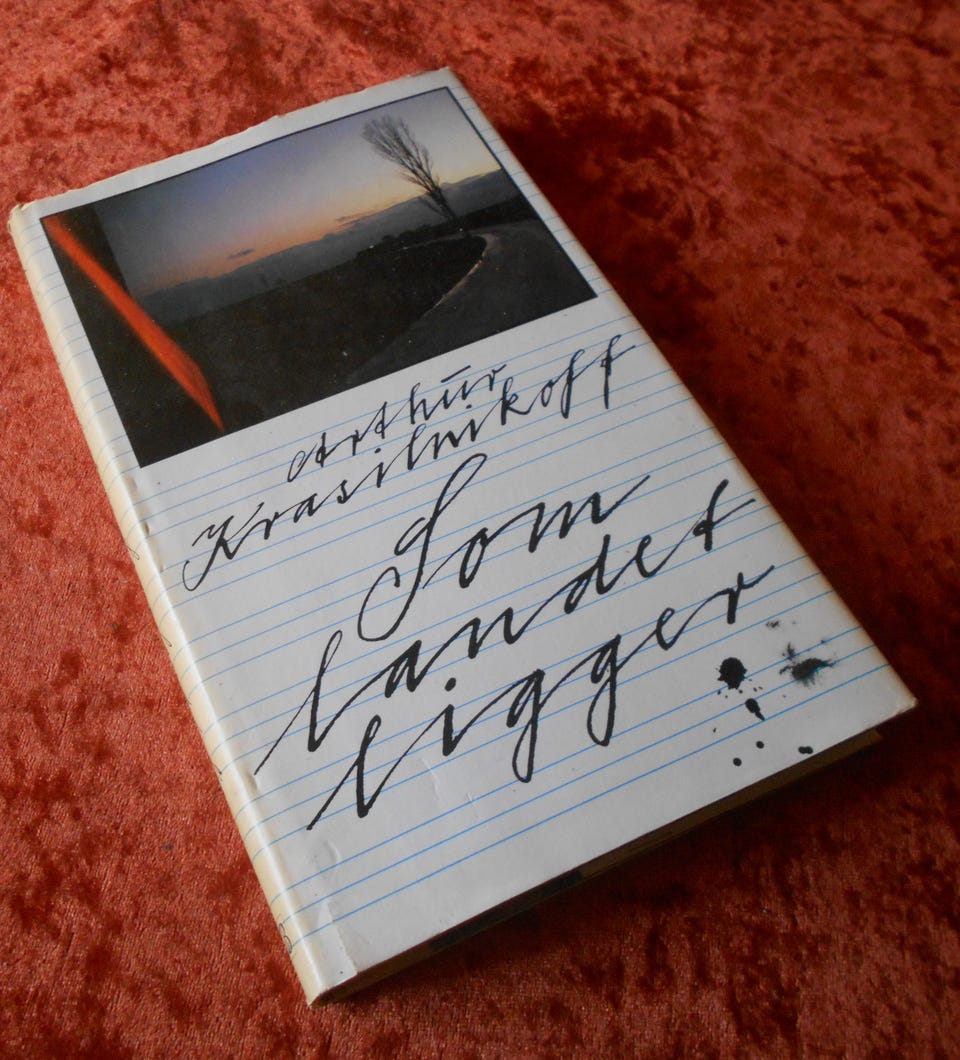 Arthur
Krasilnikoff
Som
landet
ligger